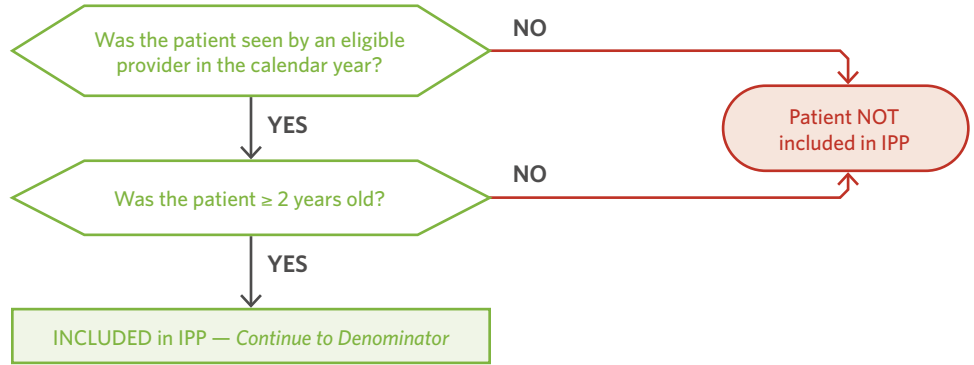 Was the patient seen by an eligible
provider in the calendar year?
NO
Patient NOT
included in IPP
YES
Was the patient ≥ 2 years old?
NO
YES
INCLUDED in IPP — Continue to Denominator